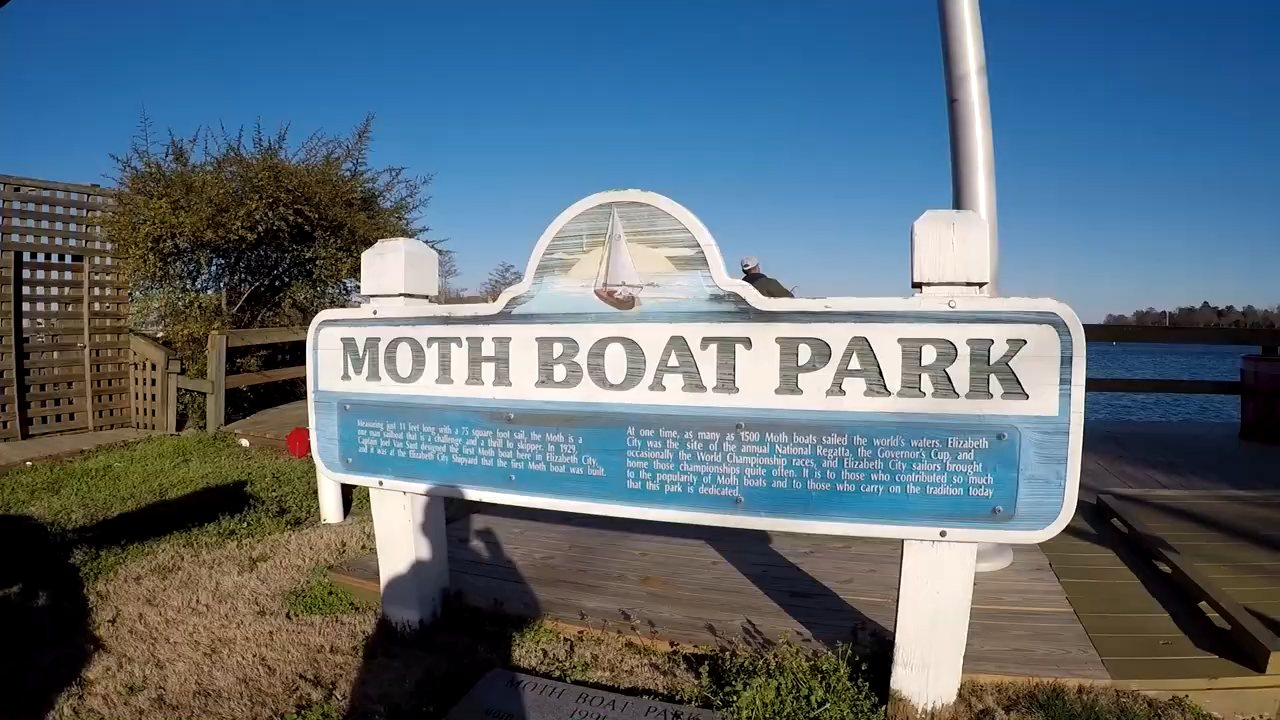 MOTH BOAT PARK
Measuring just 11 feet long with a 75 square foot sail, the Moth is a
one man sailboat that is a challenge and a thrill to skipper. In 1929,
Captain Joel Van Sant designed the first Moth boat here in Elizabeth City,
and it was at the Elizabeth City Shipyard that the first Moth boat was built.
At one time, as many as 1500 Moth boats sailed the world's waters. Elizabeth
City was the site of the annual National Regatta, the Governor's Cup, and
occasionally the World Championship races, and Elizabeth City sailors brought
home those championships quite often. It is to those who contributed so much
to the popularity of Moth boats and to those who carry on the tradition today
that this park is dedicated.
MOTH BOAT PARK